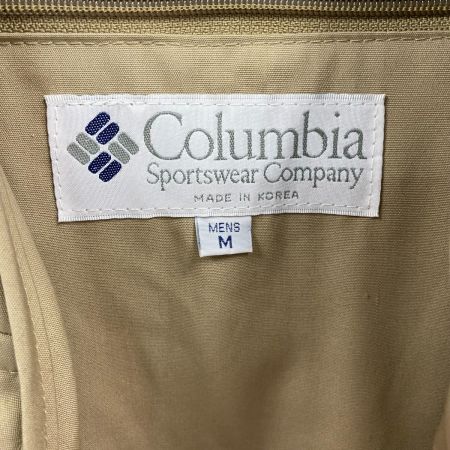 Columbia
Sportswear Company
MADE IN KOREA
MENS
M